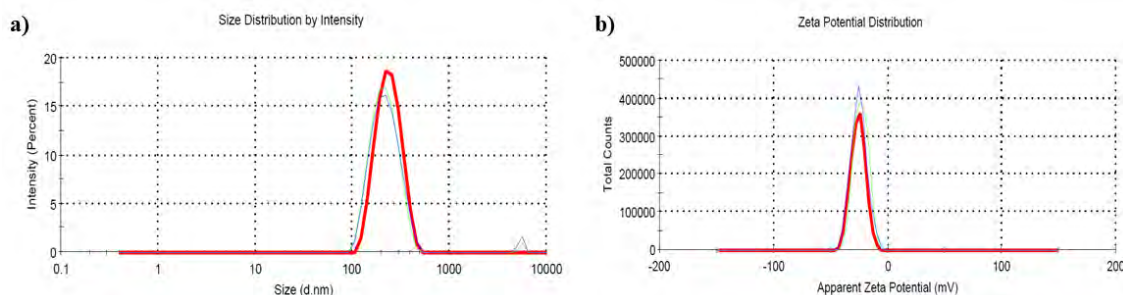 a)
Size Distribution by Intensity
Intensity (Percent)
20
15
10
5
0
0.1 1 10 100 1000 10000
Size (d.nm)
b)
Zeta Potential Distribution
Total Counts
500000
400000
300000
200000
100000
0
-200 -100 0 100 200
Apparent Zeta Potential (mV)